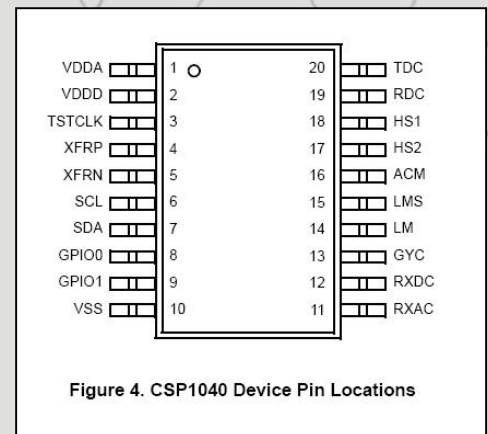 VDDA 1 20 TDC
VDDD 2 19 RDC
TSTCLK 3 18 HS1
XFRP 4 17 HS2
XFRN 5 16 ACM
SCL 6 15 LMS
SDA 7 14 LM
GPIO0 8 13 GYC
GPIO1 9 12 RXDC
VSS 10 11 RXAC
Figure 4. CSP1040 Device Pin Locations